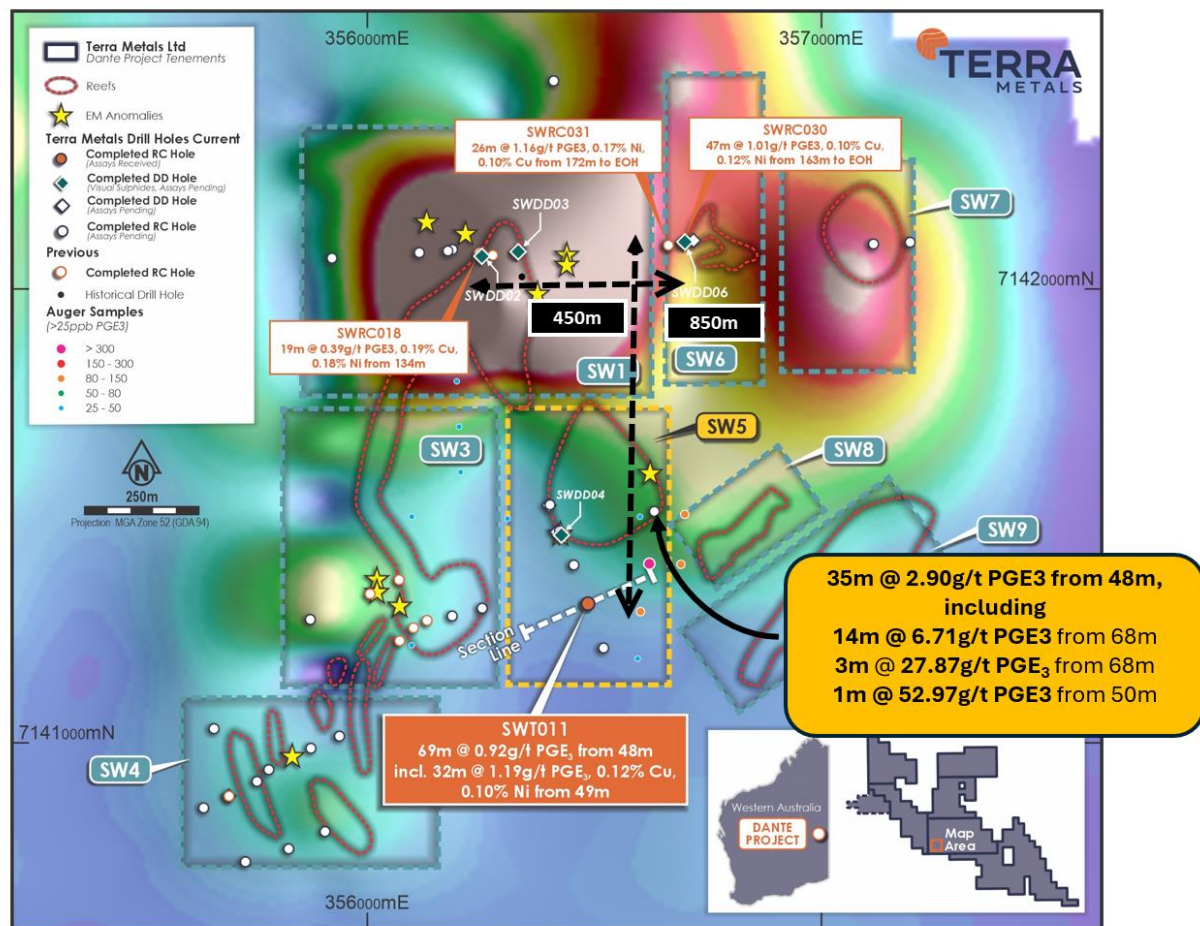 356000mE
357000mE
Terra Metals Ltd
Dante Project Tenements
Reefs
EM Anomalies
Terra Metals Drill Holes Current
Completed RC Hole
(Assays Received)
Completed DD Hole
(Visual Sulphides, Assays Pending)
Completed DD Hole
(Assays Pending)
Completed RC Hole
(Assays Pending)
Previous
Completed RC Hole
Historical Drill Hole
Auger Samples
(>25ppb PGE3)
> 300
150 - 300
80 - 150
50 - 80
25 - 50
N
250m
Projection: MGA Zone 52 (GDA 94)
TERRA
METALS
SWRC031
26m @ 1.16g/t PGE3, 0.17% Ni,
0.10% Cu from 172m to EOH
SWRC030
47m @ 1.01g/t PGE3, 0.10% Cu,
0.12% Ni from 163m to EOH
SW7
SWDD03
SWDD02
SWDD06
7142000mN
450m
850m
SWRC018
19m @ 0.39g/t PGE3, 0.19% Cu,
0.18% Ni from 134m
SW1
SW6
SW3
SW5
SW8
SWDD04
SW9
Section
Line
35m @ 2.90g/t PGE3 from 48m,
including
14m @ 6.71g/t PGE3 from 68m
3m @ 27.87g/t PGE₃ from 68m
1m @ 52.97g/t PGE3 from 50m
7141000mN
SWT011
69m @ 0.92g/t PGE₃ from 48m
incl. 32m @ 1.19g/t PGE₃, 0.12% Cu,
0.10% Ni from 49m
SW4
Western Australia
DANTE
PROJECT
Map
Area
356000mE